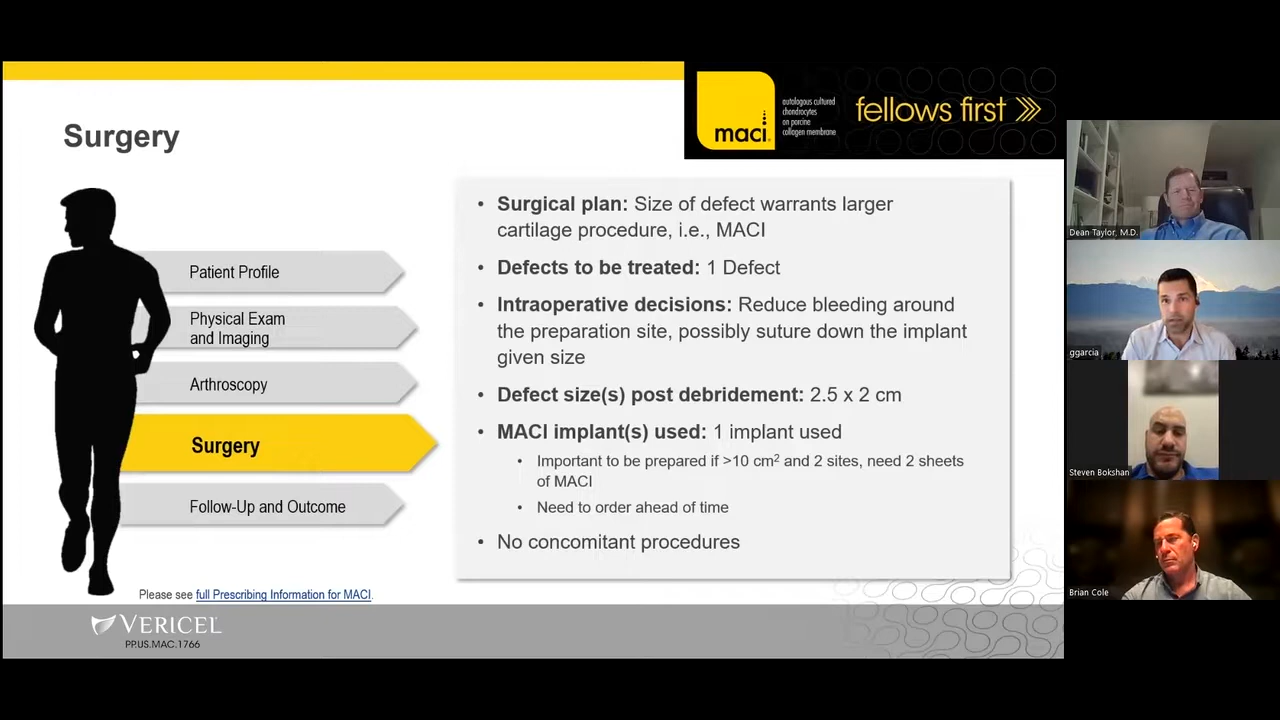 maci
autologous cultured
chondrocytes
on porcine
collagen membrane
fellows first
Surgery
Patient Profile
Physical Exam
and Imaging
Arthroscopy
Surgery
Follow-Up and Outcome
• Surgical plan: Size of defect warrants larger
cartilage procedure, i.e., MACI
• Defects to be treated: 1 Defect
• Intraoperative decisions: Reduce bleeding around
the preparation site, possibly suture down the implant
given size
• Defect size(s) post debridement: 2.5 x 2 cm
• MACI implant(s) used: 1 implant used
• Important to be prepared if >10 cm² and 2 sites, need 2 sheets
of MACI
• Need to order ahead of time
• No concomitant procedures
Please see full Prescribing Information for MACI.
VERICEL
PP.US.MAC.1766
Dean Taylor, M.D.
ggarcia
Steven Bokshan
Brian Cole